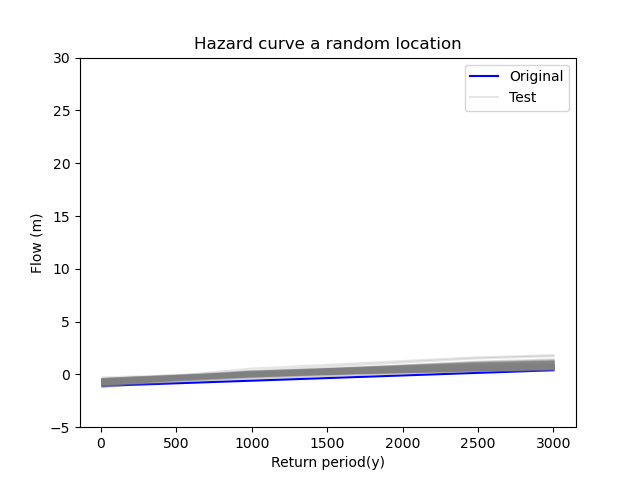 Hazard curve a random location
Original
Test
30
25
20
15
10
5
0
−5
Flow (m)
0 500 1000 1500 2000 2500 3000
Return period(y)